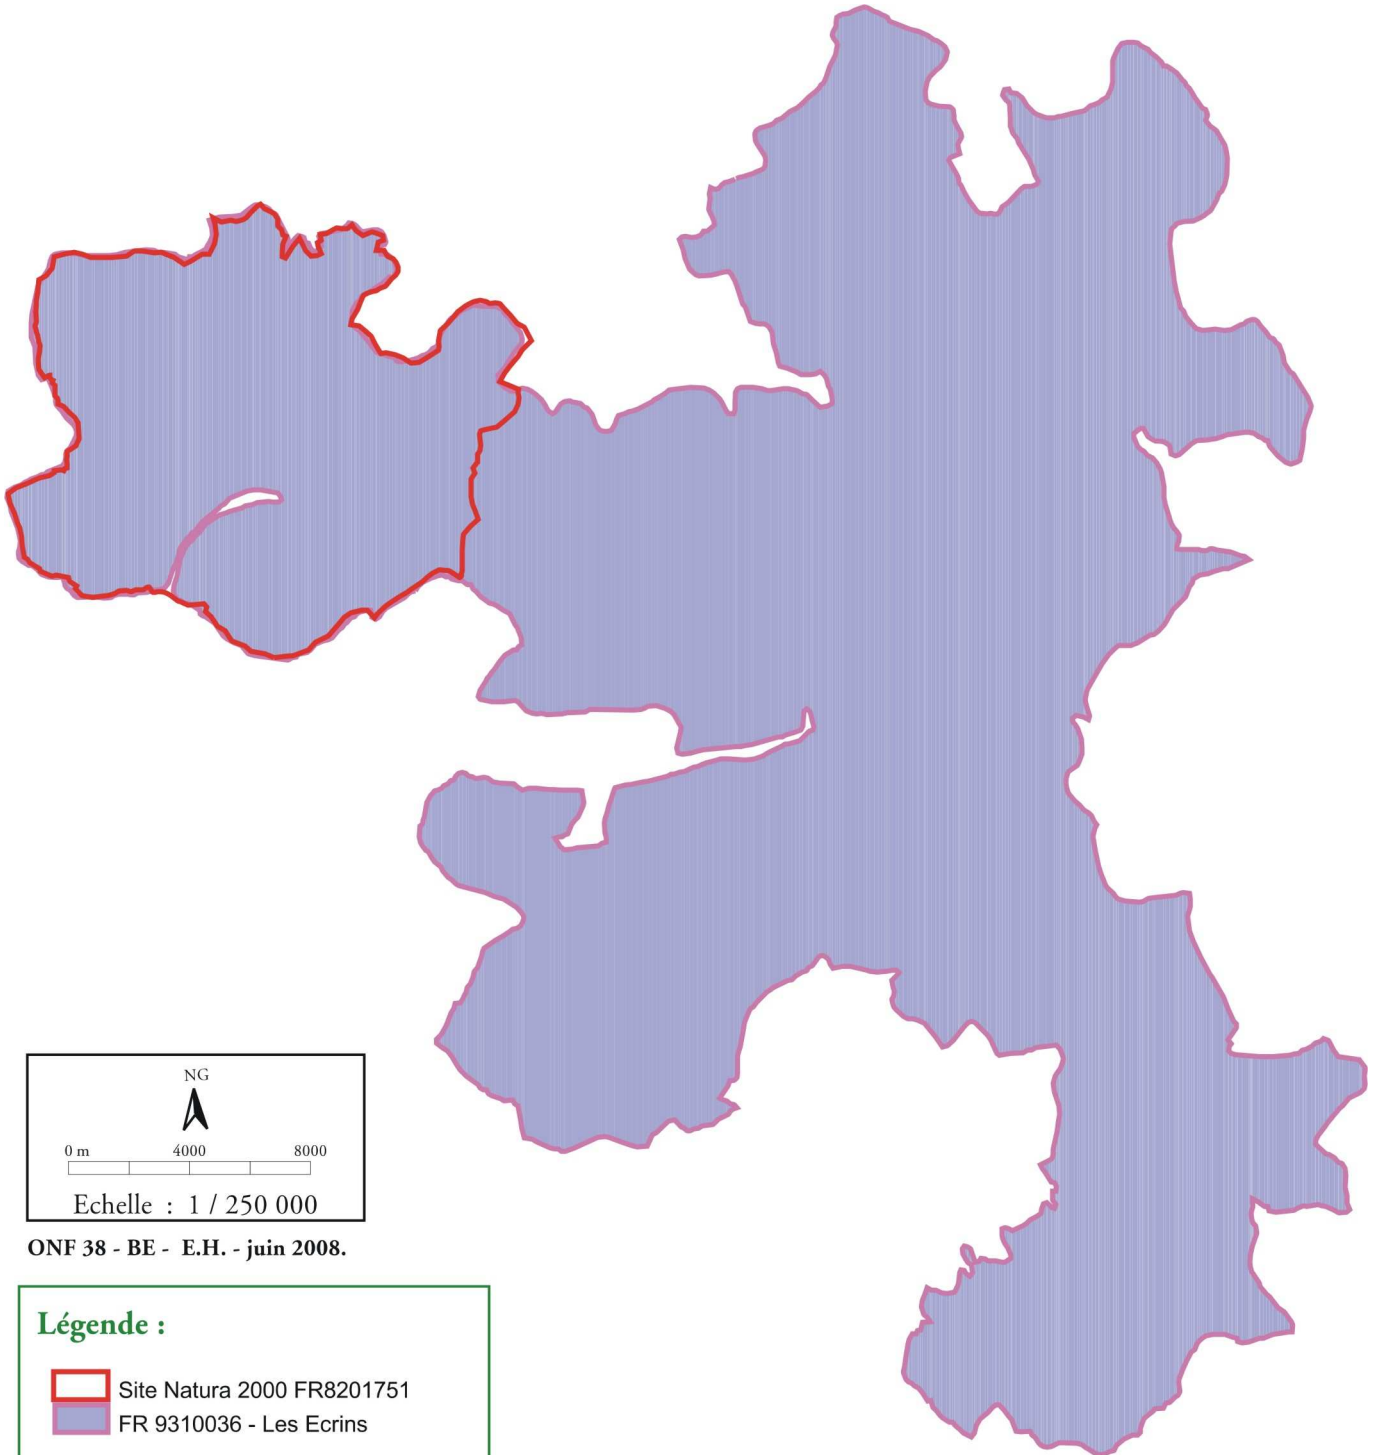 NG
0 m 4000 8000
Echelle : 1 / 250 000
ONF 38 - BE - E.H. - juin 2008.
Légende :
Site Natura 2000 FR8201751
FR 9310036 - Les Ecrins